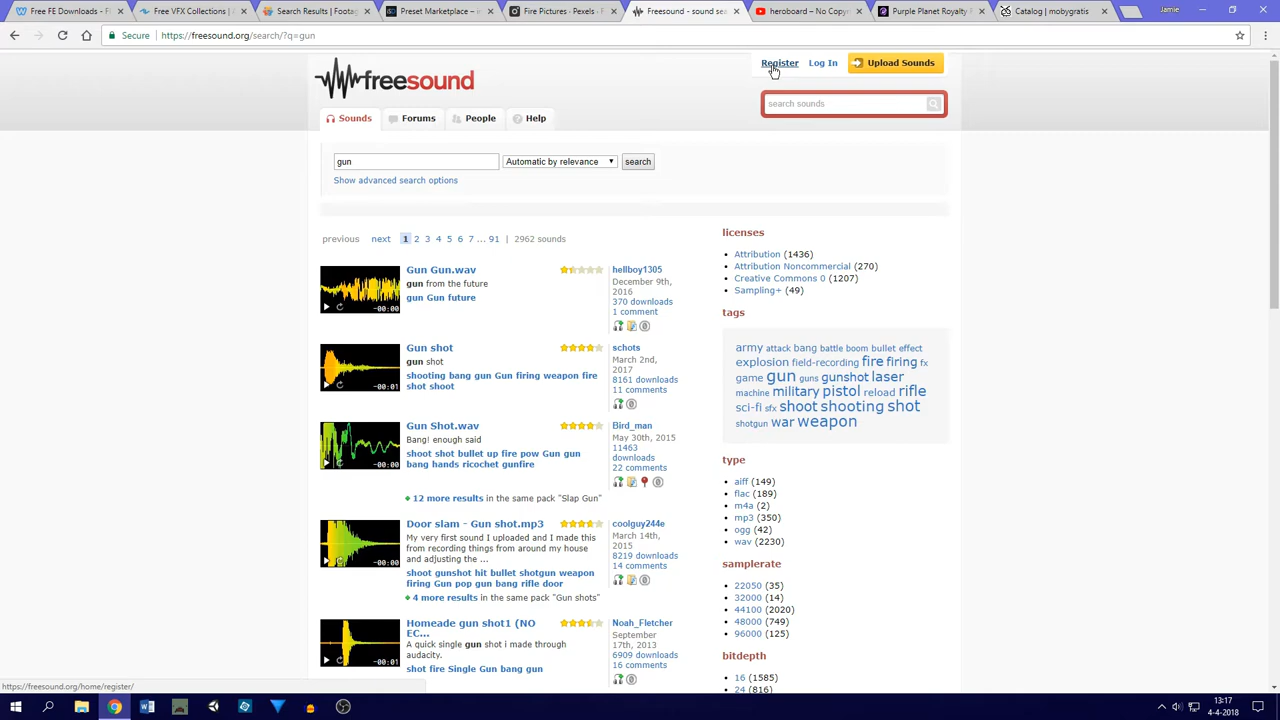 Free FE Downloads - F
Free VFX Collections |
Search Results for
Preset Marketplace -
Fire Pictures · Pexels ·
Freesound - sound sea
heroboard – No Copyr
Purple Planet Royalty F
Catalog | mobygratis
Jamie
Secure https://freesound.org/search/?q=gun
freesound
Register Log In Upload Sounds
search sounds
Sounds Forums People Help
gun Automatic by relevance search
Show advanced search options
previous next 1 2 3 4 5 6 7 ... 91 | 2962 sounds
Gun Gun.wav
gun from the future
gun Gun future
-00:00
hellboy1305
December 9th,
2016
370 downloads
1 comment
Gun shot
gun shot
shooting bang gun Gun firing weapon fire
shot shoot
-00:01
schots
March 2nd,
2017
8161 downloads
11 comments
Gun Shot.wav
Bang! enough said
shoot shot bullet up fire pow Gun gun
bang hands ricochet gunfire
-00:00
12 more results in the same pack "Slap Gun"
Bird_man
May 30th, 2015
11463
downloads
22 comments
Door slam - Gun shot.mp3
My very first sound I uploaded and I made this
from recording things from around my house
and adjusting the ...
shoot gunshot hit bullet shotgun weapon
firing Gun pop gun bang rifle door
-00:00
4 more results in the same pack "Gun shots"
coolguy244e
March 14th,
2015
8219 downloads
14 comments
Homeade gun shot1 (NO
EC...
A quick single gun shot i made through
audacity.
shot fire Single Gun bang gun
-00:01
Noah_Fletcher
September
17th, 2013
6909 downloads
16 comments
licenses
Attribution (1436)
Attribution Noncommercial (270)
Creative Commons 0 (1207)
Sampling+ (49)
tags
army attack bang battle boom bullet effect
explosion field-recording fire firing fx
game gun guns gunshot laser
machine military pistol reload rifle
sci-fi sfx shoot shooting shot
shotgun war weapon
type
aiff (149)
flac (189)
m4a (2)
mp3 (350)
ogg (42)
wav (2230)
samplerate
22050 (35)
32000 (14)
44100 (2020)
48000 (749)
96000 (125)
bitdepth
16 (1585)
24 (816)
https://freesound.org/home/register/
13:17
4-4-2018